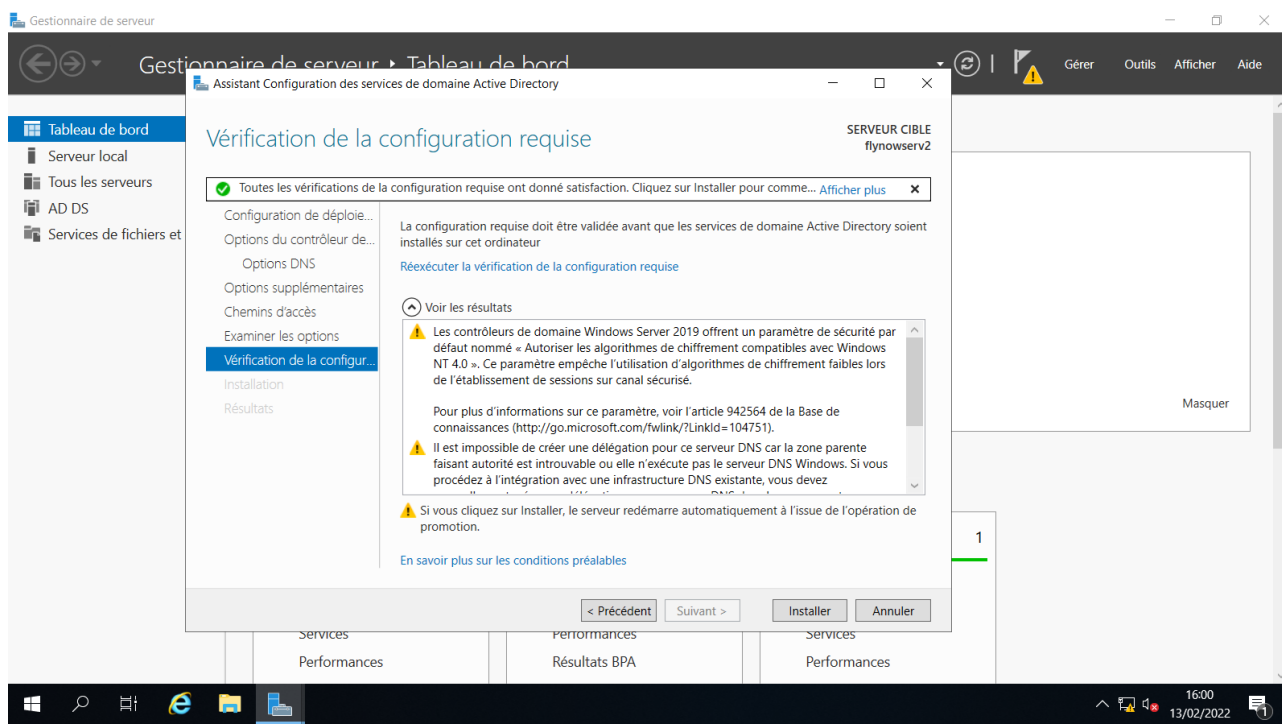 Gestionnaire de serveur
Gestionnaire de serveur • Tableau de bord
Gérer Outils Afficher Aide
Assistant Configuration des services de domaine Active Directory
Tableau de bord
Serveur local
Tous les serveurs
AD DS
Services de fichiers et
Vérification de la configuration requise
SERVEUR CIBLE
flynowserv2
Toutes les vérifications de la configuration requise ont donné satisfaction. Cliquez sur Installer pour comme... Afficher plus
Configuration de déploie...
Options du contrôleur de...
Options DNS
Options supplémentaires
Chemins d'accès
Examiner les options
Vérification de la configur...
Installation
Résultats
La configuration requise doit être validée avant que les services de domaine Active Directory soient
installés sur cet ordinateur
Réexécuter la vérification de la configuration requise
Voir les résultats
Les contrôleurs de domaine Windows Server 2019 offrent un paramètre de sécurité par
défaut nommé « Autoriser les algorithmes de chiffrement compatibles avec Windows
NT 4.0 ». Ce paramètre empêche l'utilisation d'algorithmes de chiffrement faibles lors
de l'établissement de sessions sur canal sécurisé.
Pour plus d'informations sur ce paramètre, voir l'article 942564 de la Base de
connaissances (http://go.microsoft.com/fwlink/?LinkId=104751).
Il est impossible de créer une délégation pour ce serveur DNS car la zone parente
faisant autorité est introuvable ou elle n'exécute pas le serveur DNS Windows. Si vous
procédez à l'intégration avec une infrastructure DNS existante, vous devez
Si vous cliquez sur Installer, le serveur redémarre automatiquement à l'issue de l'opération de
promotion.
En savoir plus sur les conditions préalables
< Précédent Suivant > Installer Annuler
Masquer
1
Services Performances Services
Performances Résultats BPA Performances
16:00
13/02/2022
1